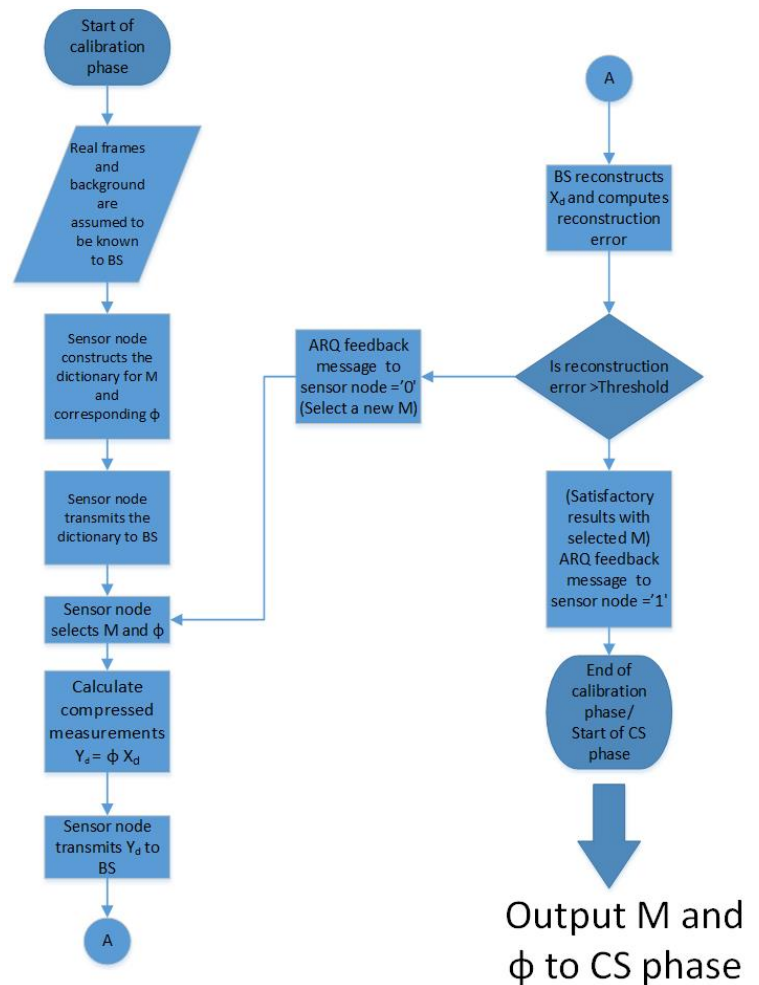 Start of
calibration
phase
Real frames
and
background
are
assumed to
be known
to BS
Sensor node
constructs the
dictionary for M
and
corresponding ϕ
Sensor node
transmits the
dictionary to BS
Sensor node
selects M and ϕ
Calculate
compressed
measurements
Yd = ϕ Xd
Sensor node
transmits Yd to
BS
A
A
BS reconstructs
Xd and computes
reconstruction
error
Is reconstruction
error >Threshold
ARQ feedback
message to
sensor node ='0'
(Select a new M)
(Satisfactory
results with
selected M)
ARQ feedback
message to
sensor node ='1'
End of
calibration
phase/
Start of CS
phase
Output M and
ϕ to CS phase